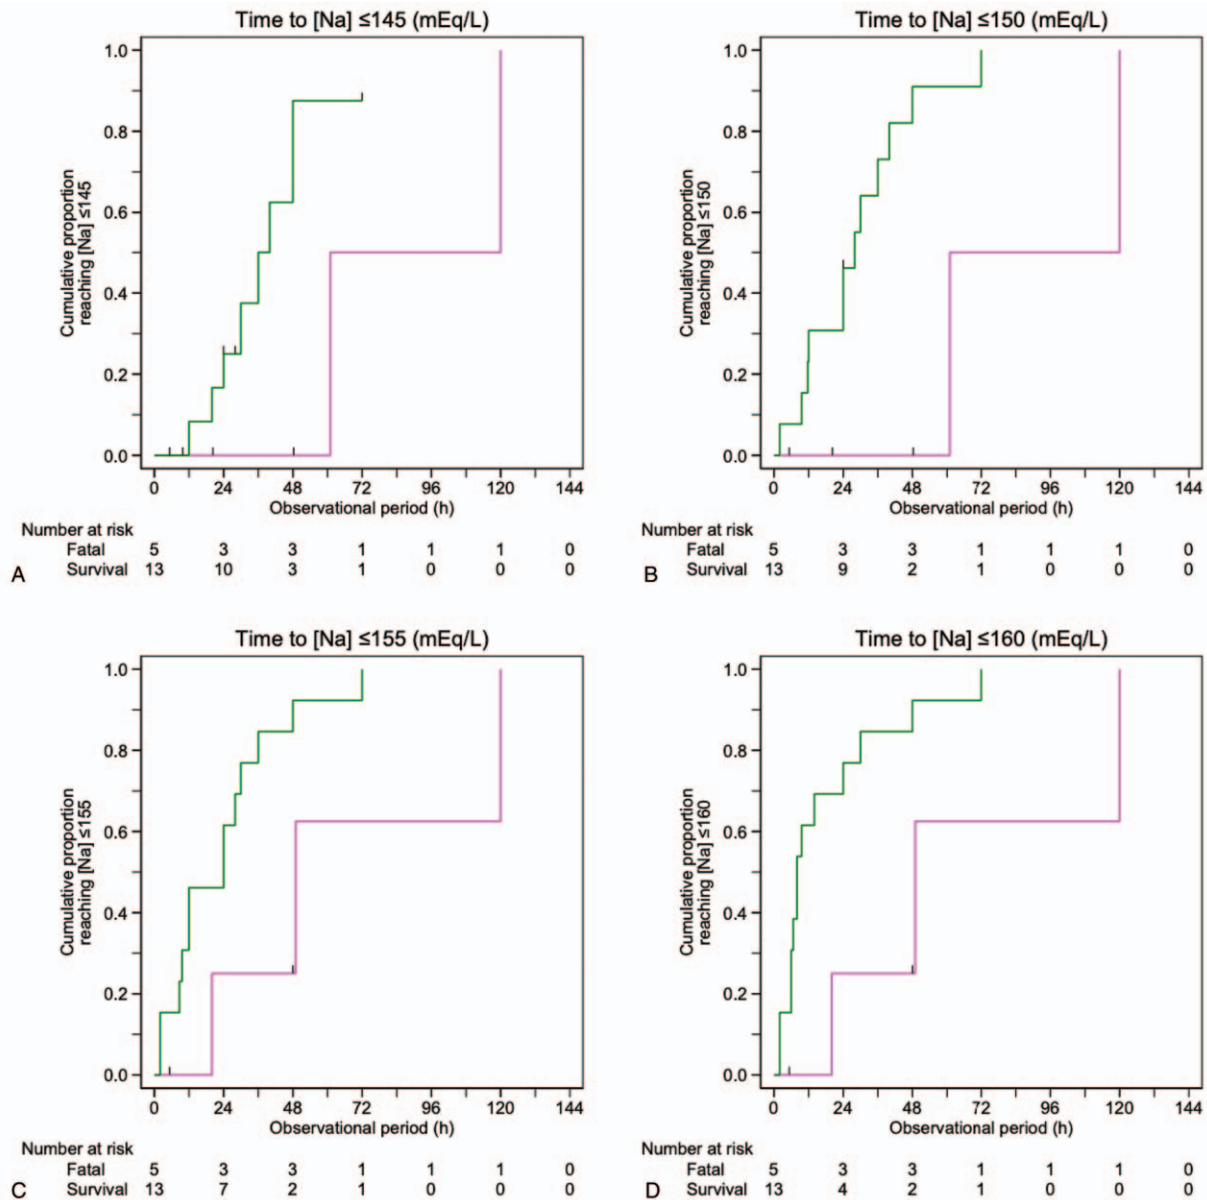 Time to [Na] ≤145 (mEq/L)
1.0
0.8
0.6
0.4
0.2
0.0
Cumulative proportion
reaching [Na] ≤145
0 24 48 72 96 120 144
Observational period (h)
Number at risk
Fatal 5 3 3 1 1 1 0
Survival 13 10 3 1 0 0 0
A
Time to [Na] ≤150 (mEq/L)
1.0
0.8
0.6
0.4
0.2
0.0
Cumulative proportion
reaching [Na] ≤150
0 24 48 72 96 120 144
Observational period (h)
Number at risk
Fatal 5 3 3 1 1 1 0
Survival 13 9 2 1 0 0 0
B
Time to [Na] ≤155 (mEq/L)
1.0
0.8
0.6
0.4
0.2
0.0
Cumulative proportion
reaching [Na] ≤155
0 24 48 72 96 120 144
Observational period (h)
Number at risk
Fatal 5 3 3 1 1 1 0
Survival 13 7 2 1 0 0 0
C
Time to [Na] ≤160 (mEq/L)
1.0
0.8
0.6
0.4
0.2
0.0
Cumulative proportion
reaching [Na] ≤160
0 24 48 72 96 120 144
Observational period (h)
Number at risk
Fatal 5 3 3 1 1 1 0
Survival 13 4 2 1 0 0 0
D